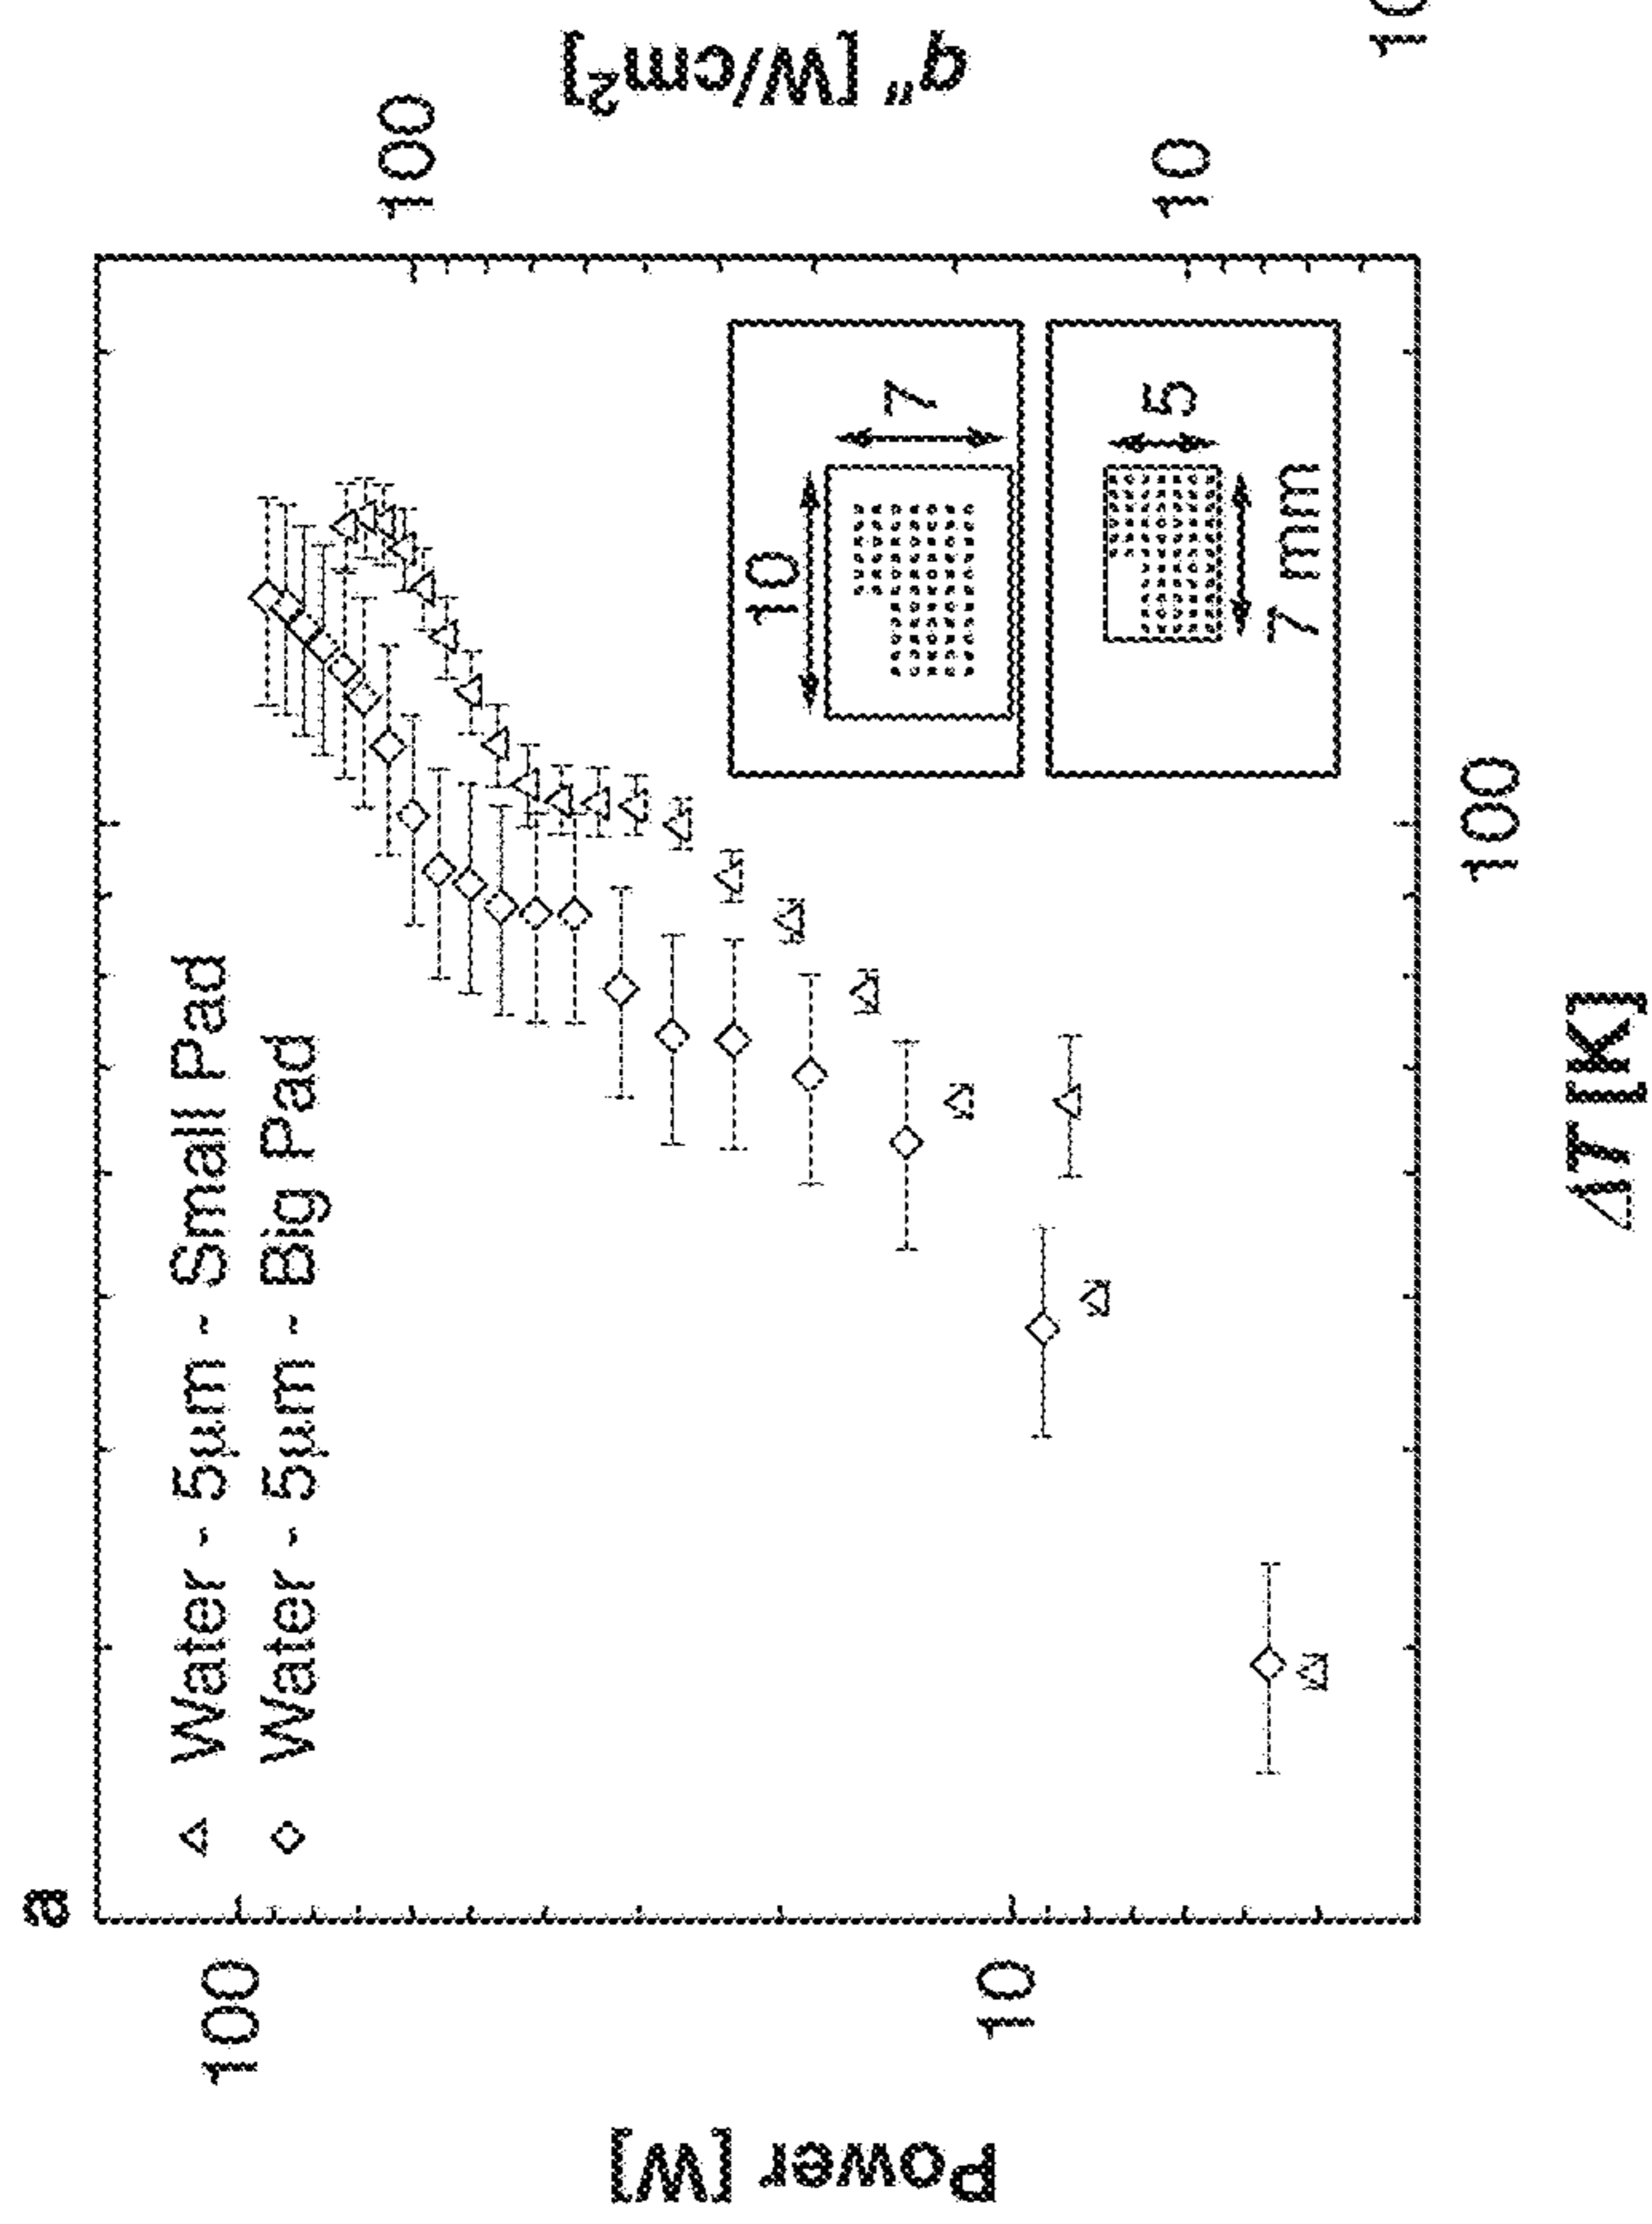 a
Water - 5µm - Small Pad
Water - 5µm - Big Pad
100
10
Power [W]
100
10
q" [W/cm²]
10
7
5
7 mm
100
ΔT [K]